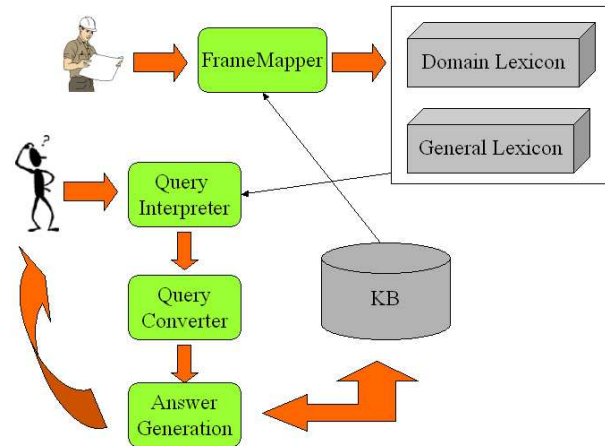 FrameMapper
Domain Lexicon
General Lexicon
?
Query
Interpreter
Query
Converter
KB
Answer
Generation